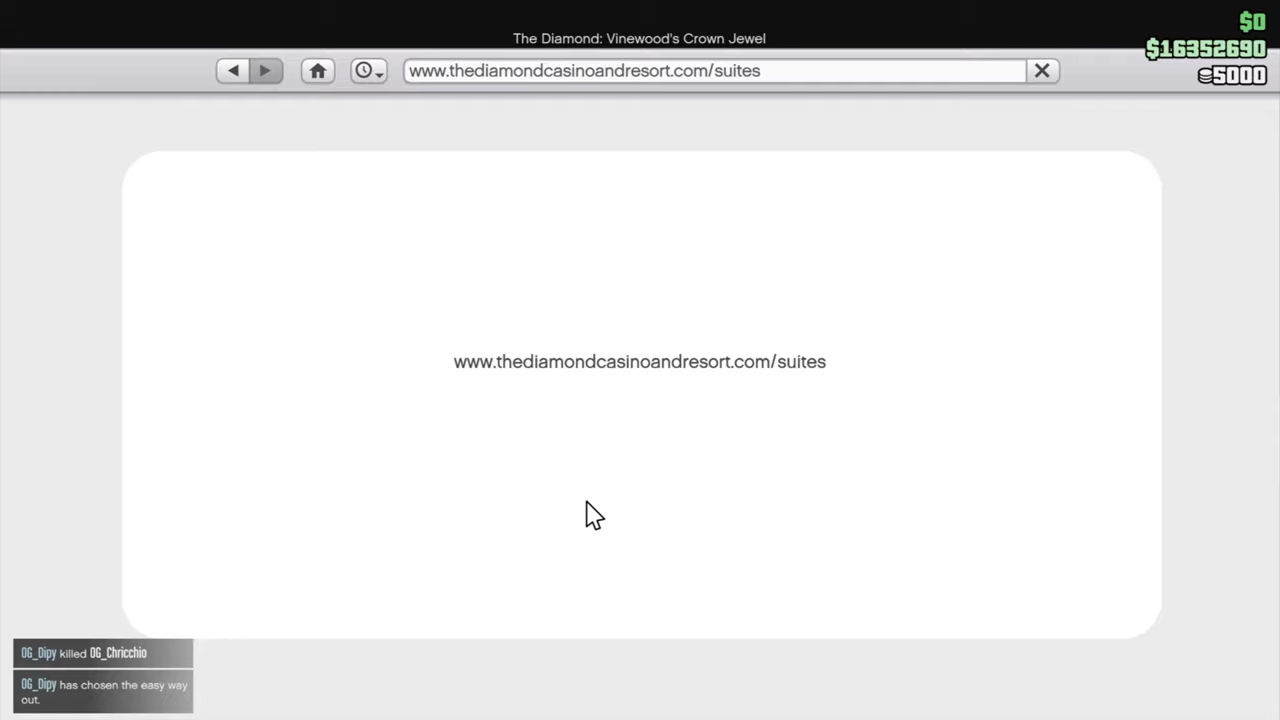 The Diamond: Vinewood's Crown Jewel
$0
$16352690
5000
www.thediamondcasinoandresort.com/suites
www.thediamondcasinoandresort.com/suites
OG_Dipy killed OG_Chricchio
OG_Dipy has chosen the easy way
out.